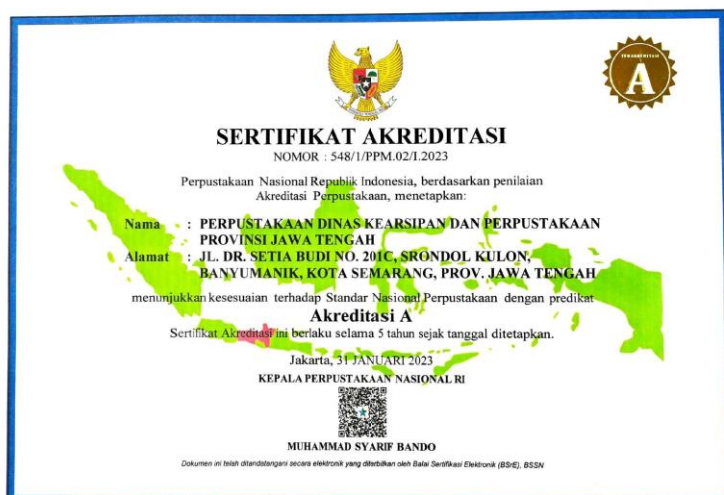 TERAKREDITASI
A
SERTIFIKAT AKREDITASI
NOMOR : 548/1/PPM.02/I.2023
Perpustakaan Nasional Republik Indonesia, berdasarkan penilaian
Akreditasi Perpustakaan, menetapkan:
Nama : PERPUSTAKAAN DINAS KEARSIPAN DAN PERPUSTAKAAN
PROVINSI JAWA TENGAH
Alamat : JL. DR. SETIA BUDI NO. 201C, SRONDOL KULON,
BANYUMANIK, KOTA SEMARANG, PROV. JAWA TENGAH
menunjukkan kesesuaian terhadap Standar Nasional Perpustakaan dengan predikat
Akreditasi A
Sertifikat Akreditasi ini berlaku selama 5 tahun sejak tanggal ditetapkan.
Jakarta, 31 JANUARI 2023
KEPALA PERPUSTAKAAN NASIONAL RI
MUHAMMAD SYARIF BANDO
Dokumen ini telah ditandatangani secara elektronik yang diterbitkan oleh Balai Sertifikasi Elektronik (BSrE), BSSN